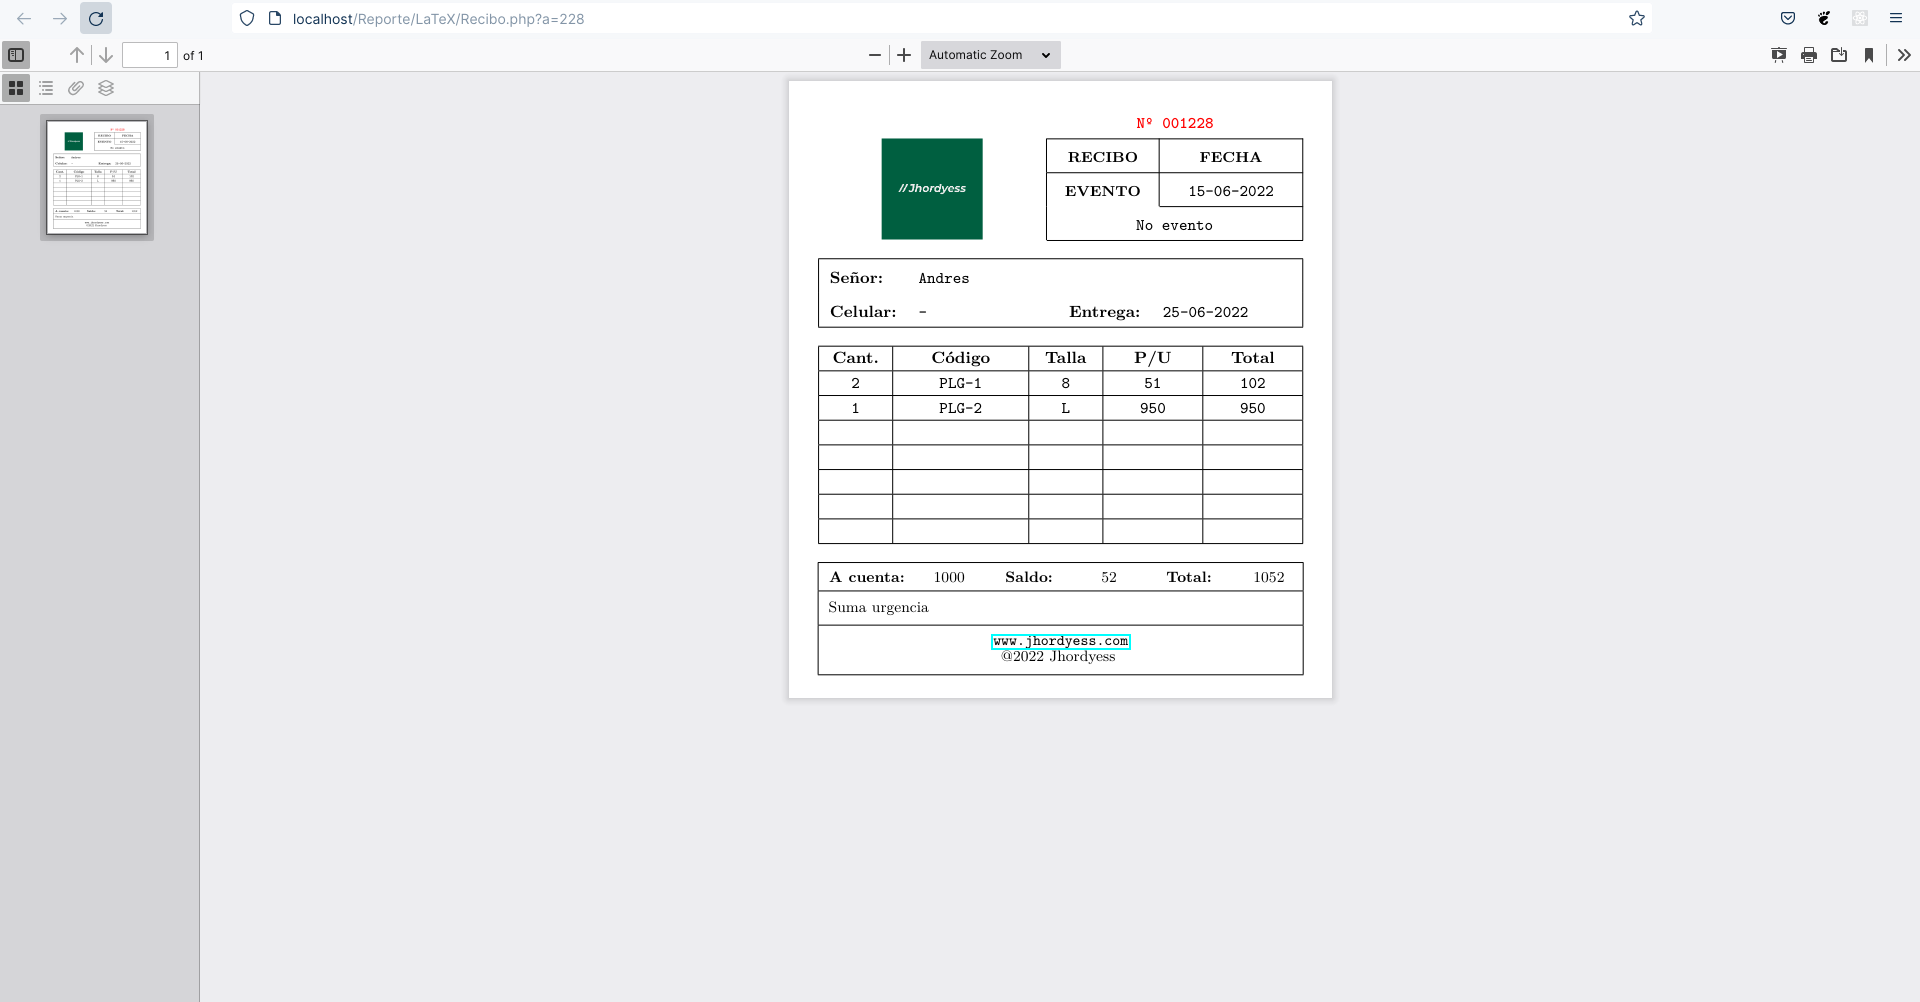 localhost/Reporte/LaTeX/Recibo.php?a=228
1 of 1
Automatic Zoom
Nº 001228
// Jhordyess
RECIBO FECHA
EVENTO 15-06-2022
No evento
Señor: Andres
Celular: - Entrega: 25-06-2022
Cant. Código Talla P/U Total
2 PLG-1 8 51 102
1 PLG-2 L 950 950
A cuenta: 1000 Saldo: 52 Total: 1052
Suma urgencia
www.jhordyess.com
@2022 Jhordyess